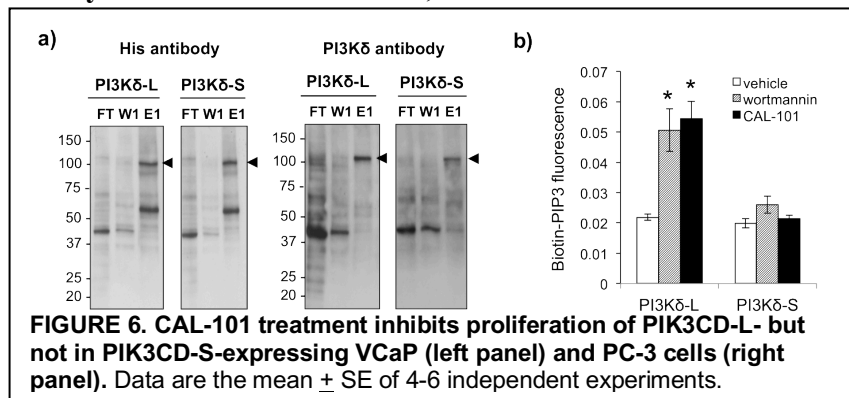 a)
His antibody
PI3Kδ antibody
b)
PI3Kδ-L PI3Kδ-S PI3Kδ-L PI3Kδ-S
FT W1 E1 FT W1 E1 FT W1 E1 FT W1 E1
150
100
75
50
37
25
20
150
100
75
50
37
25
20
Biotin-PIP3 fluorescence
0.07
0.06
0.05
0.04
0.03
0.02
0.01
0
* *
vehicle
wortmannin
CAL-101
PI3Kδ-L PI3Kδ-S
FIGURE 6. CAL-101 treatment inhibits proliferation of PIK3CD-L- but
not in PIK3CD-S-expressing VCaP (left panel) and PC-3 cells (right
panel). Data are the mean + SE of 4-6 independent experiments.